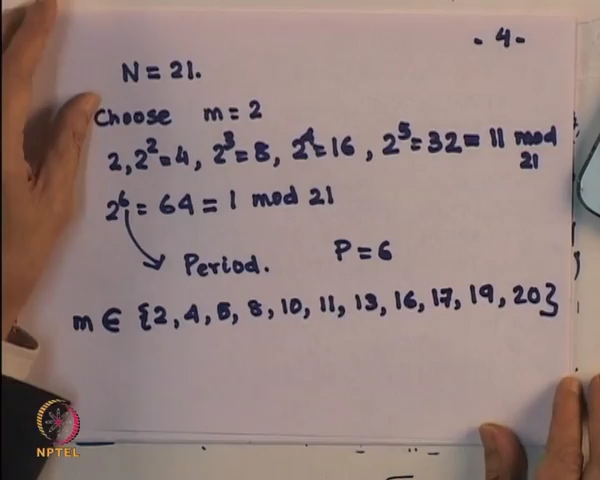 - 4 -
N = 21.
Choose m = 2
2, 2² = 4, 2³ = 8, 2⁴ = 16, 2⁵ = 32 = 11 mod
21
2⁶ = 64 = 1 mod 21
Period. P = 6
m ∈ {2, 4, 5, 8, 10, 11, 13, 16, 17, 19, 20}
NPTEL